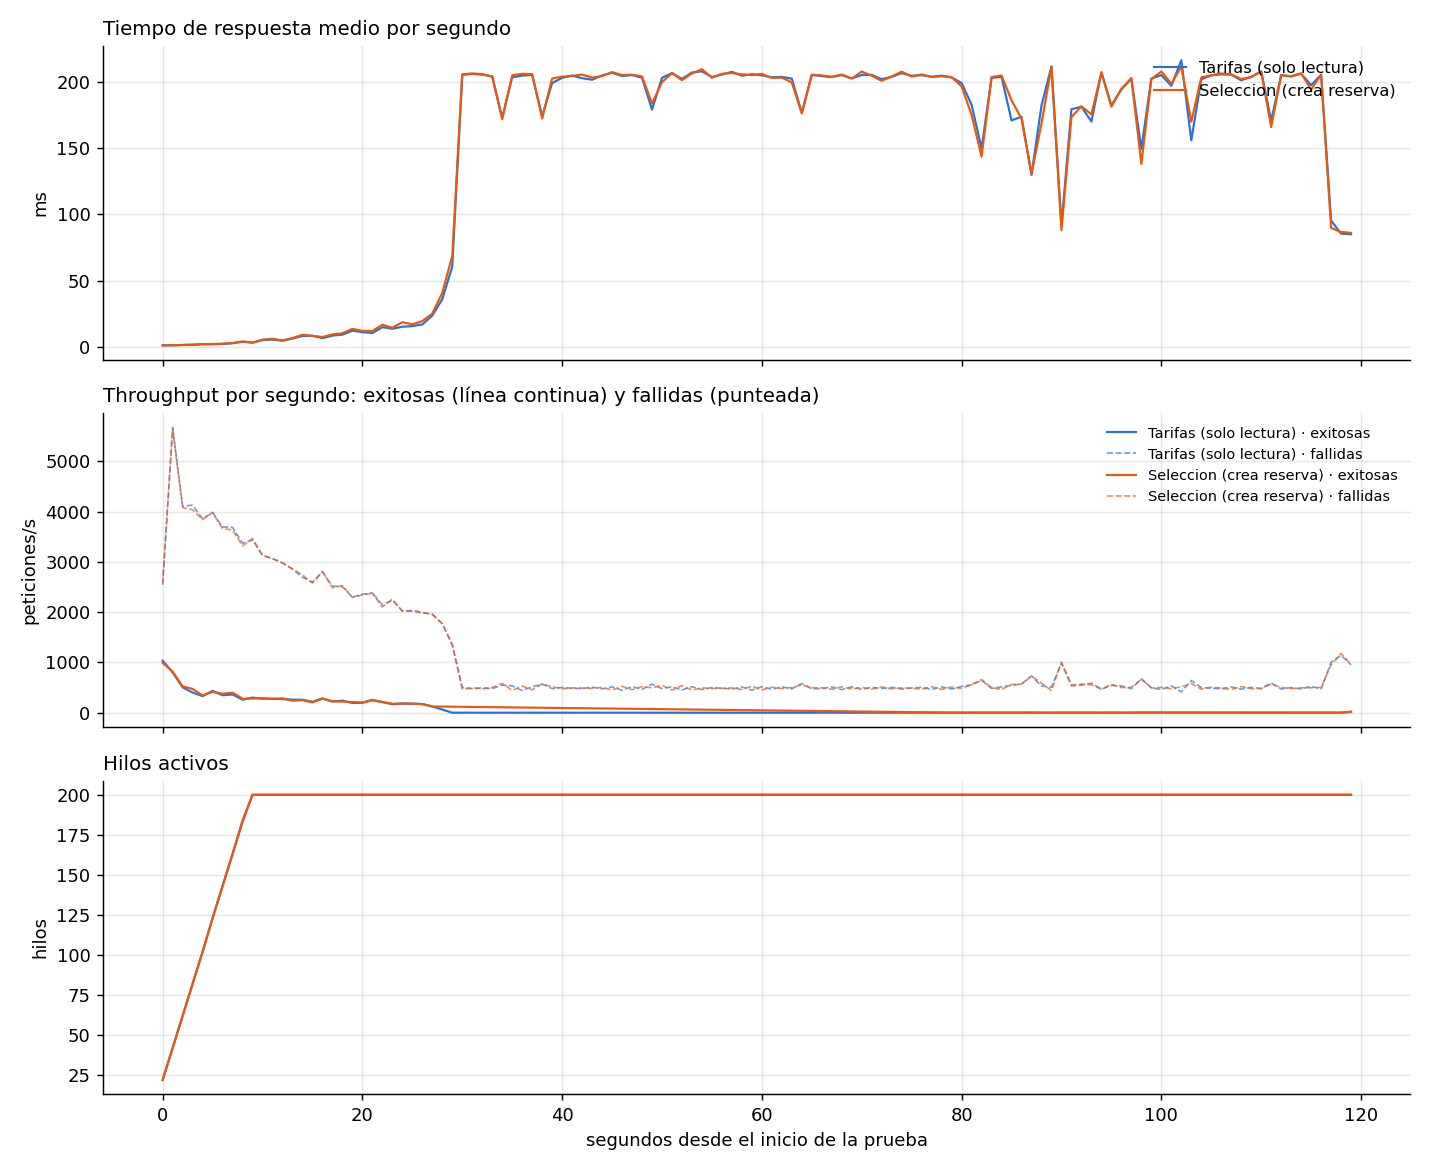 Tiempo de respuesta medio por segundo
200
150
100
50
0
ms
Tarifas (solo lectura)
Seleccion (crea reserva)
Throughput por segundo: exitosas (línea continua) y fallidas (punteada)
5000
4000
3000
2000
1000
0
peticiones/s
Tarifas (solo lectura) · exitosas
Tarifas (solo lectura) · fallidas
Seleccion (crea reserva) · exitosas
Seleccion (crea reserva) · fallidas
Hilos activos
200
175
150
125
100
75
50
25
hilos
0 20 40 60 80 100 120
segundos desde el inicio de la prueba